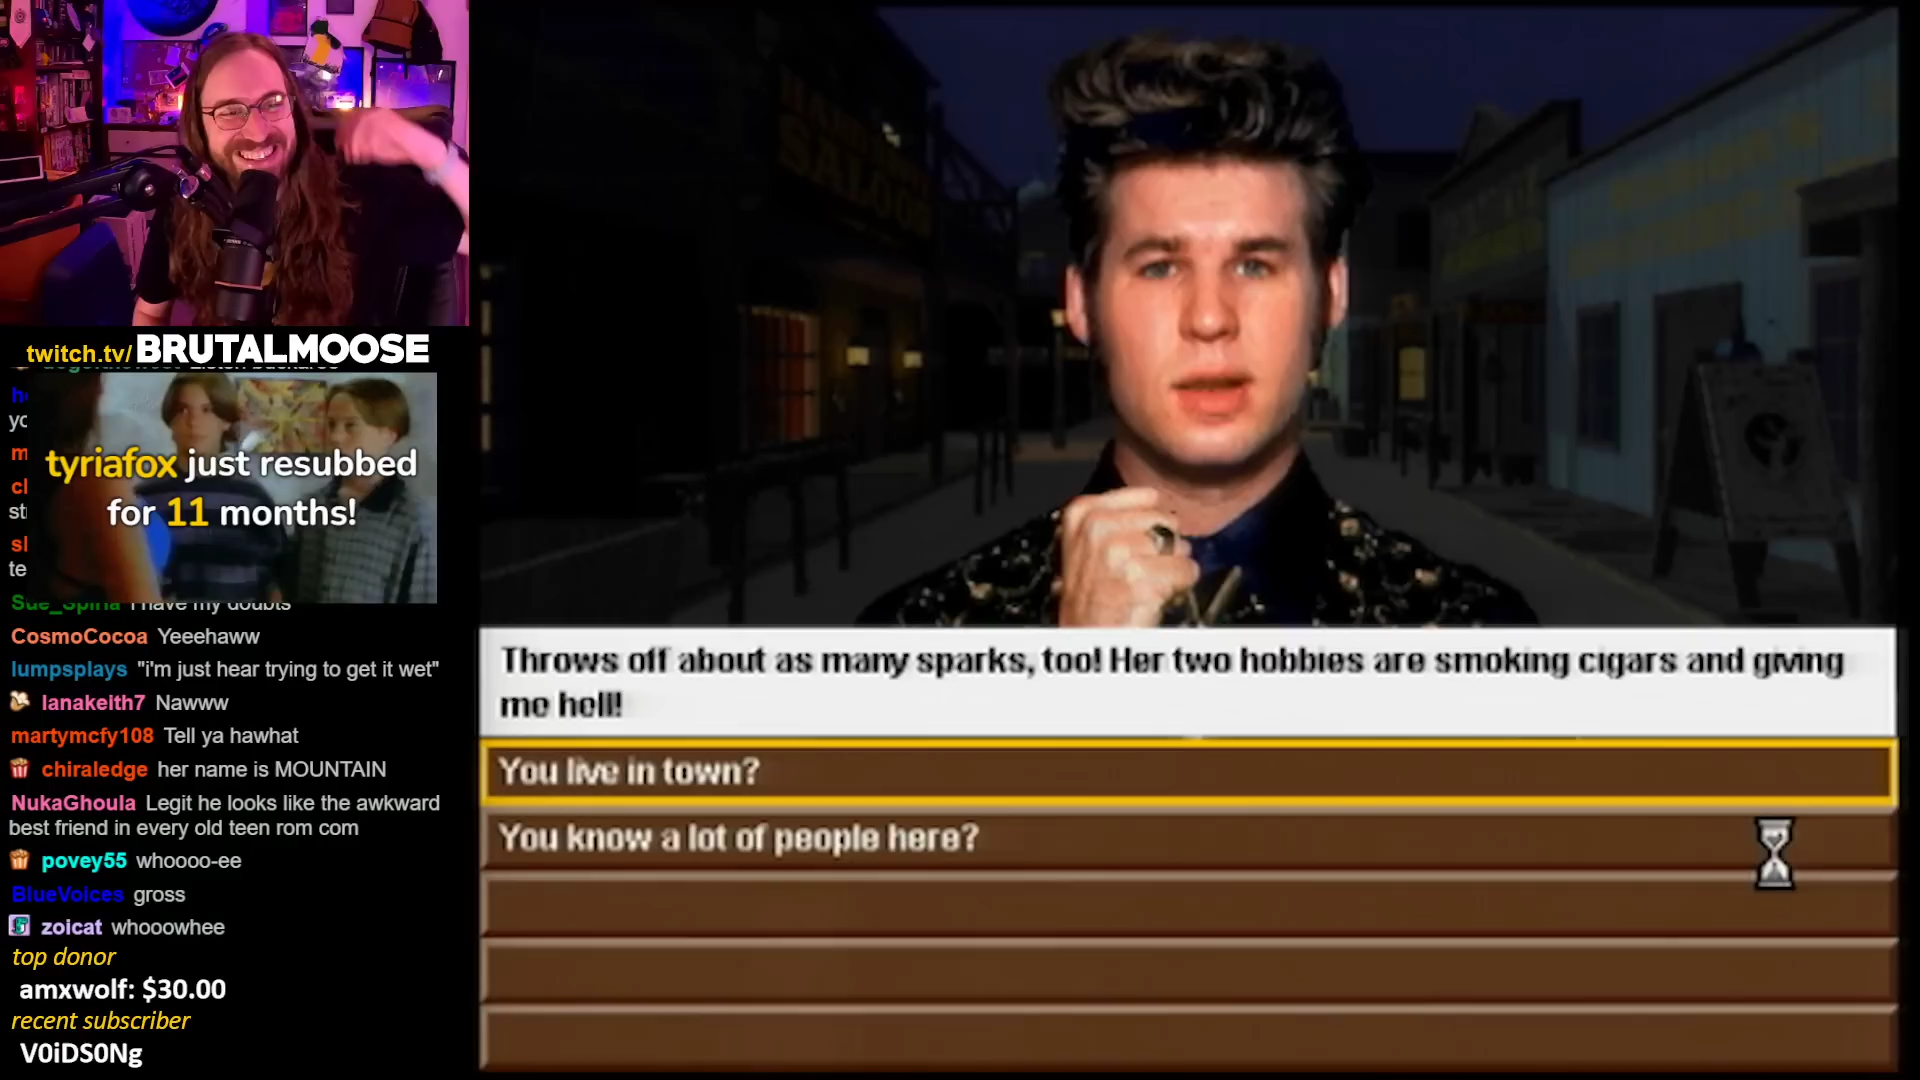 twitch.tv/BRUTALMOOSE
tyriafox just resubbed
for 11 months!
CosmoCocoa Yeeehaww
lumpsplays "i'm just hear trying to get it wet"
lanakeith7 Nawww
martymcfy108 Tell ya hawhat
chiraledge her name is MOUNTAIN
NukaGhoula Legit he looks like the awkward
best friend in every old teen rom com
povey55 whoooo-ee
BlueVoices gross
zoicat whooowhee
top donor
amxwolf: $30.00
recent subscriber
V0iDS0Ng
SALOON
Throws off about as many sparks, too! Her two hobbies are smoking cigars and giving
me hell!
You live in town?
You know a lot of people here?